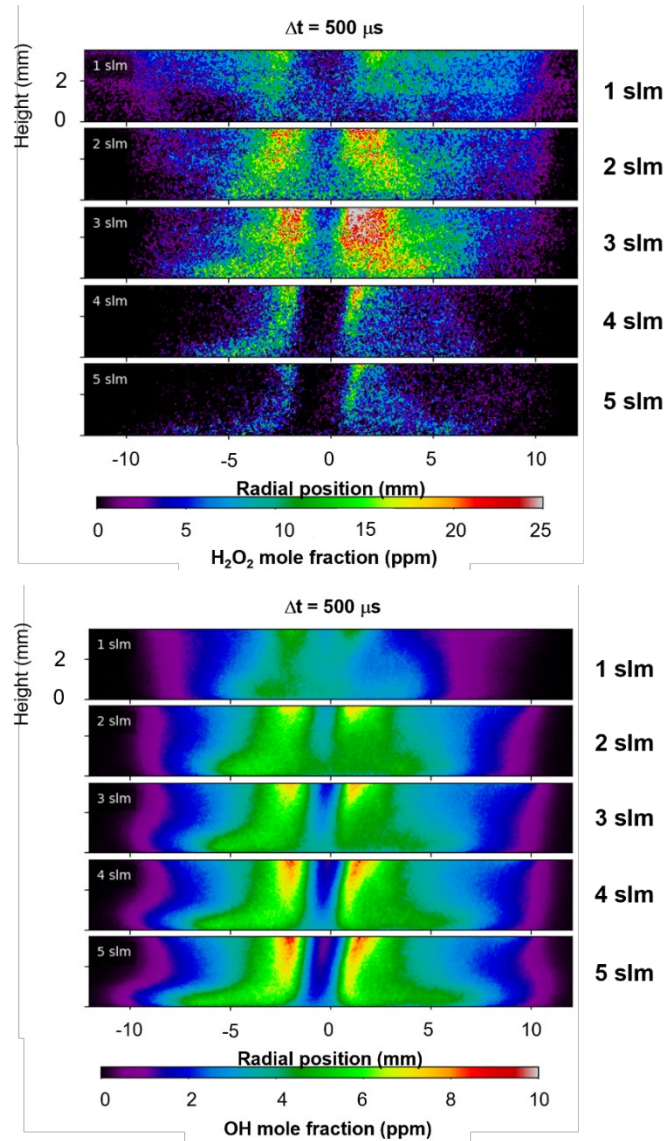 Δt = 500 μs
Height (mm)
2
0
1 slm
1 slm
2 slm
2 slm
3 slm
3 slm
4 slm
4 slm
5 slm
5 slm
-10 -5 0 5 10
Radial position (mm)
0 5 10 15 20 25
H₂O₂ mole fraction (ppm)
Δt = 500 μs
Height (mm)
2
0
1 slm
1 slm
2 slm
2 slm
3 slm
3 slm
4 slm
4 slm
5 slm
5 slm
-10 -5 0 5 10
Radial position (mm)
0 2 4 6 8 10
OH mole fraction (ppm)